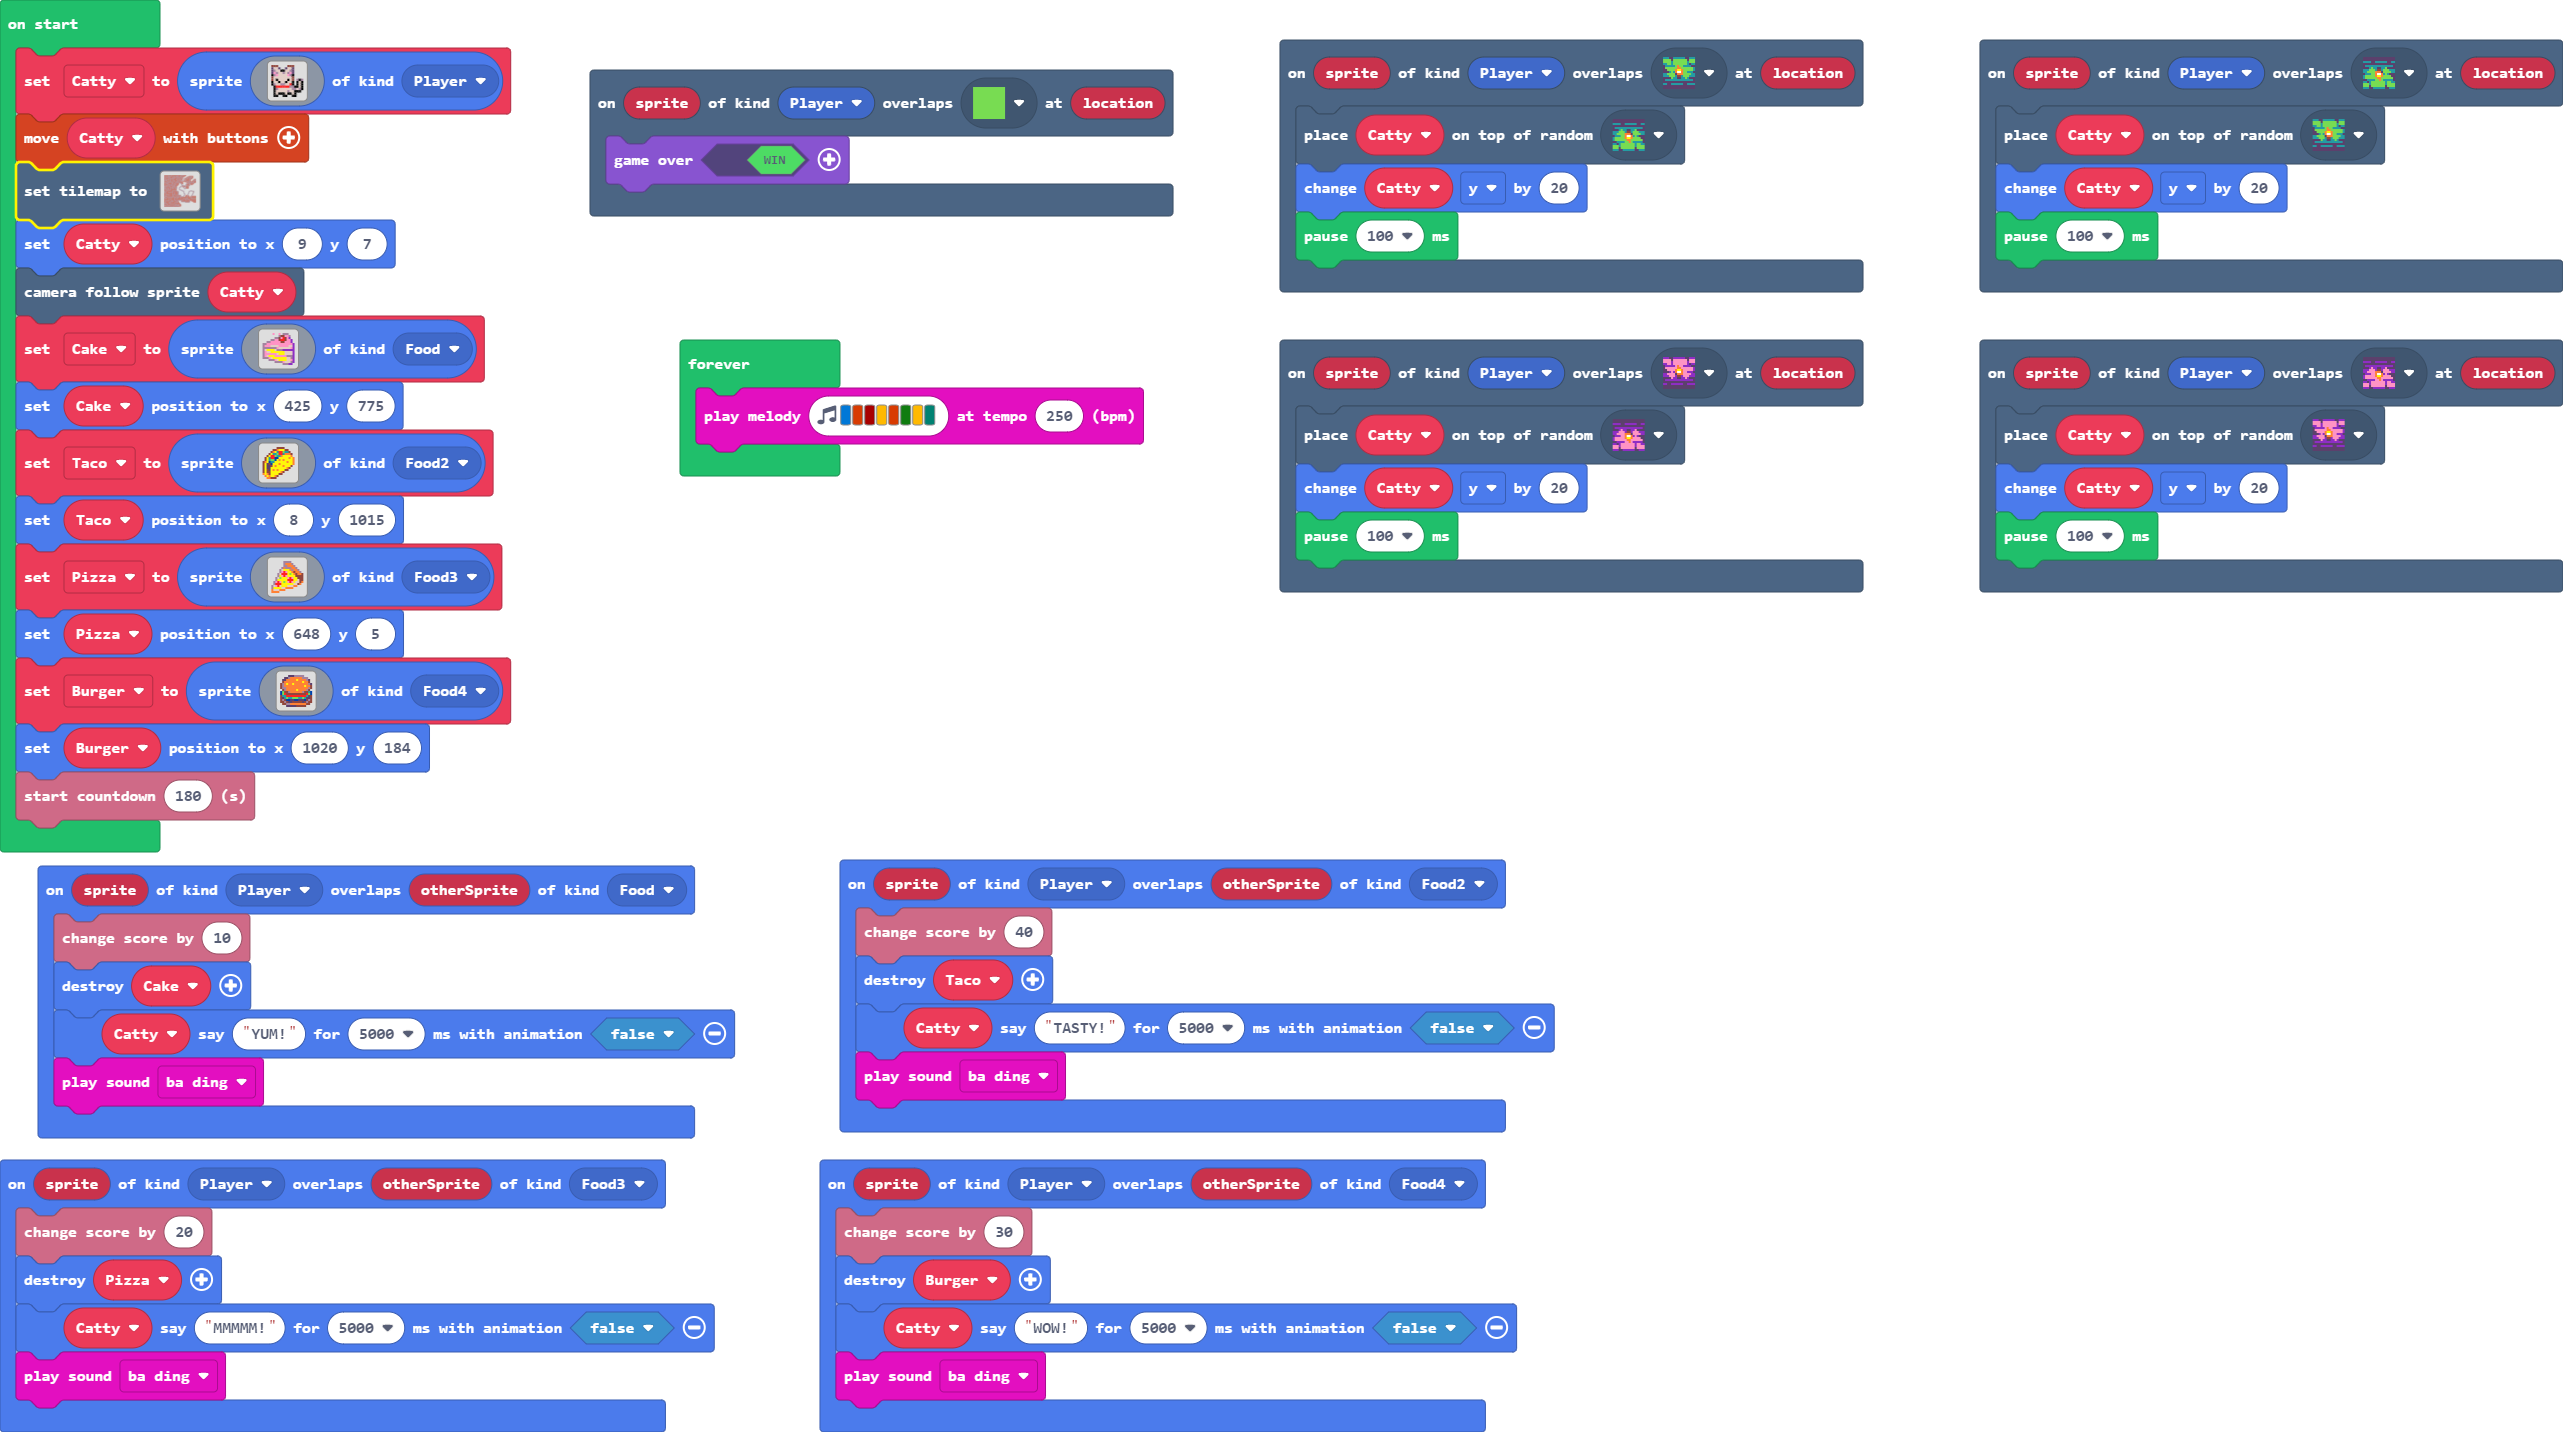 on start
set Catty to sprite of kind Player
move Catty with buttons
set tilemap to
set Catty position to x 9 y 7
camera follow sprite Catty
set Cake to sprite of kind Food
set Cake position to x 425 y 775
set Taco to sprite of kind Food2
set Taco position to x 8 y 1015
set Pizza to sprite of kind Food3
set Pizza position to x 648 y 5
set Burger to sprite of kind Food4
set Burger position to x 1020 y 184
start countdown 180 (s)
on sprite of kind Player overlaps at location
game over WIN
forever
play melody at tempo 250 (bpm)
on sprite of kind Player overlaps at location
place Catty on top of random
change Catty y by 20
pause 100 ms
on sprite of kind Player overlaps at location
place Catty on top of random
change Catty y by 20
pause 100 ms
on sprite of kind Player overlaps at location
place Catty on top of random
change Catty y by 20
pause 100 ms
on sprite of kind Player overlaps at location
place Catty on top of random
change Catty y by 20
pause 100 ms
on sprite of kind Player overlaps otherSprite of kind Food
change score by 10
destroy Cake
Catty say "YUM!" for 5000 ms with animation false
play sound ba ding
on sprite of kind Player overlaps otherSprite of kind Food2
change score by 40
destroy Taco
Catty say "TASTY!" for 5000 ms with animation false
play sound ba ding
on sprite of kind Player overlaps otherSprite of kind Food3
change score by 20
destroy Pizza
Catty say "MMMMM!" for 5000 ms with animation false
play sound ba ding
on sprite of kind Player overlaps otherSprite of kind Food4
change score by 30
destroy Burger
Catty say "WOW!" for 5000 ms with animation false
play sound ba ding